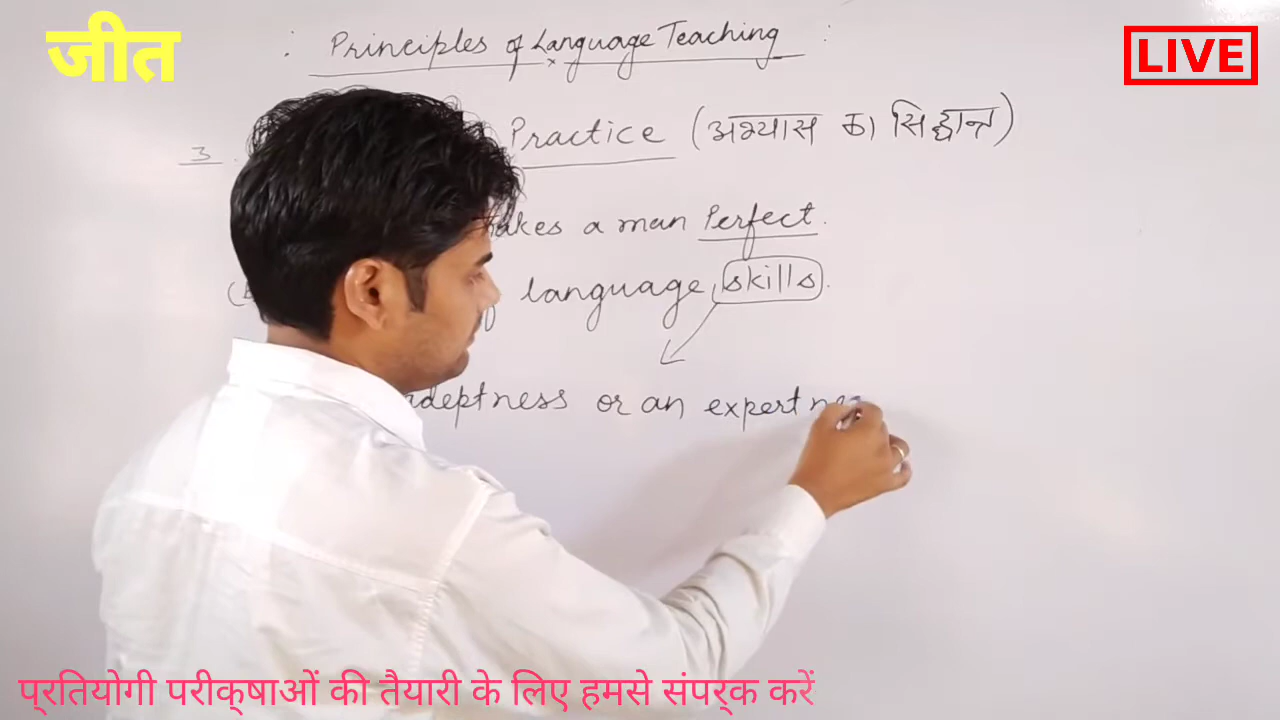 जीत
: Principles of Language Teaching :
LIVE
3. Practice (अभ्यास का सिद्धान्त)
makes a man Perfect.
language skills.
adeptness or an expertnes
प्रतियोगी परीक्षाओं की तैयारी के लिए हमसे संपर्क करें